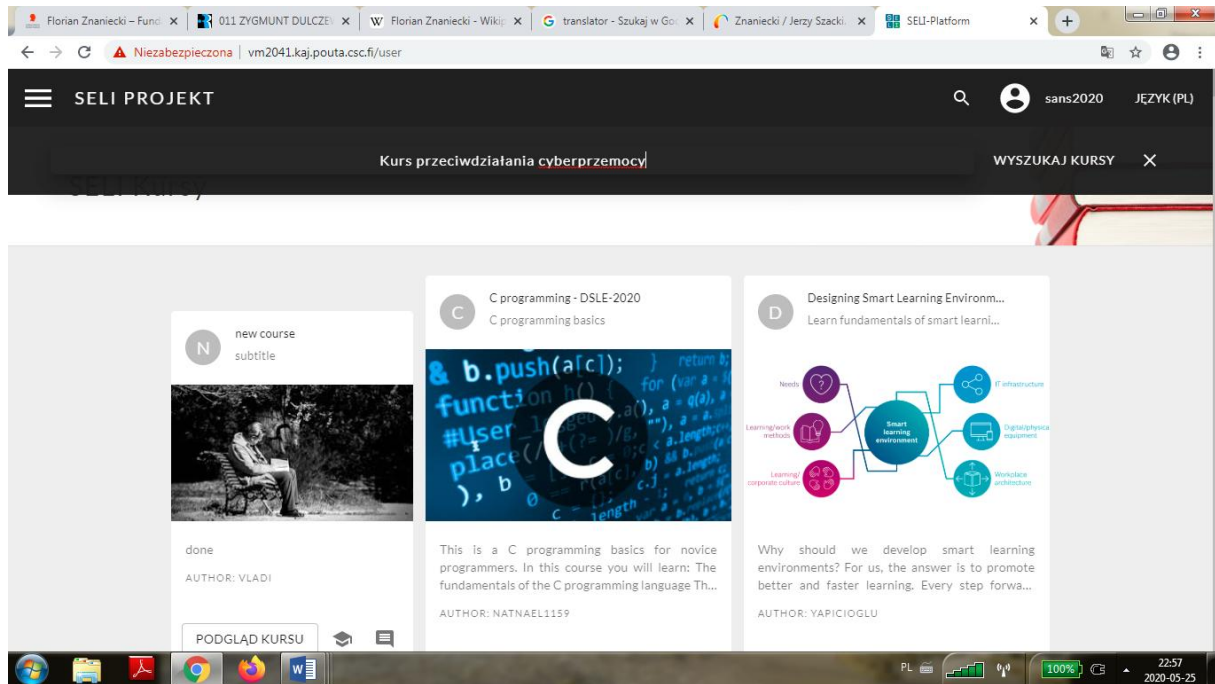 Florian Znaniecki – Fund
011 ZYGMUNT DULCZE
Florian Znaniecki - Wikip
translator - Szukaj w Go
Znaniecki / Jerzy Szacki.
SELI-Platform
Niezabezpieczona | vm2041.kaj.pouta.csc.fi/user
SELI PROJEKT
sans2020
JĘZYK (PL)
Kurs przeciwdziałania cyberprzemocy
WYSZUKAJ KURSY
SELI Kursy
N
new course
subtitle
done
AUTHOR: VLADI
PODGLĄD KURSU
C
C programming - DSLE-2020
C programming basics
& b.push(a[c]);
function
#User
place(
), b
C
This is a C programming basics for novice
programmers. In this course you will learn: The
fundamentals of the C programming language Th...
AUTHOR: NATNAEL1159
D
Designing Smart Learning Environm...
Learn fundamentals of smart learni...
Needs
IT infrastructure
Learning/work
methods
Smart
learning
environment
Digital/physica
equipment
Learning/
corporate culture
Workplace
architecture
Why should we develop smart learning
environments? For us, the answer is to promote
better and faster learning. Every step forwa...
AUTHOR: YAPICIOGLU
PL
100%
22:57
2020-05-25